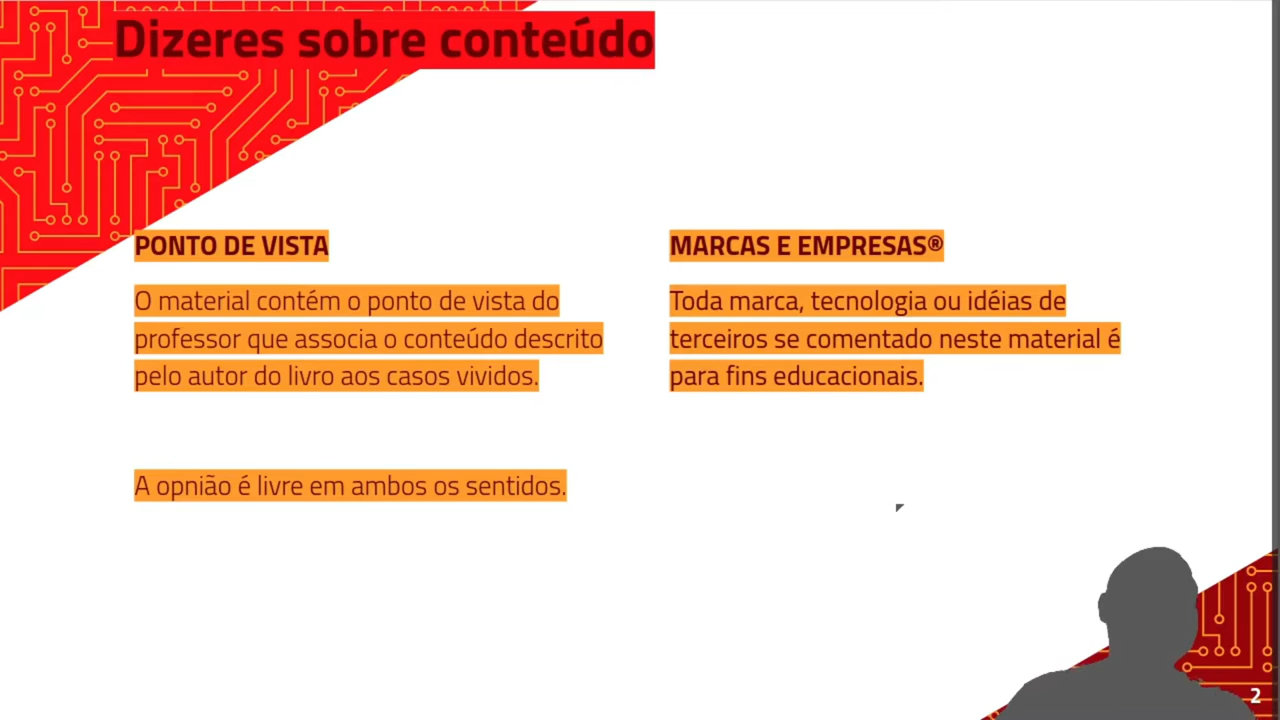 Dizeres sobre conteúdo
PONTO DE VISTA
O material contém o ponto de vista do
professor que associa o conteúdo descrito
pelo autor do livro aos casos vividos.
A opnião é livre em ambos os sentidos.
MARCAS E EMPRESAS®
Toda marca, tecnologia ou idéias de
terceiros se comentado neste material é
para fins educacionais.
2